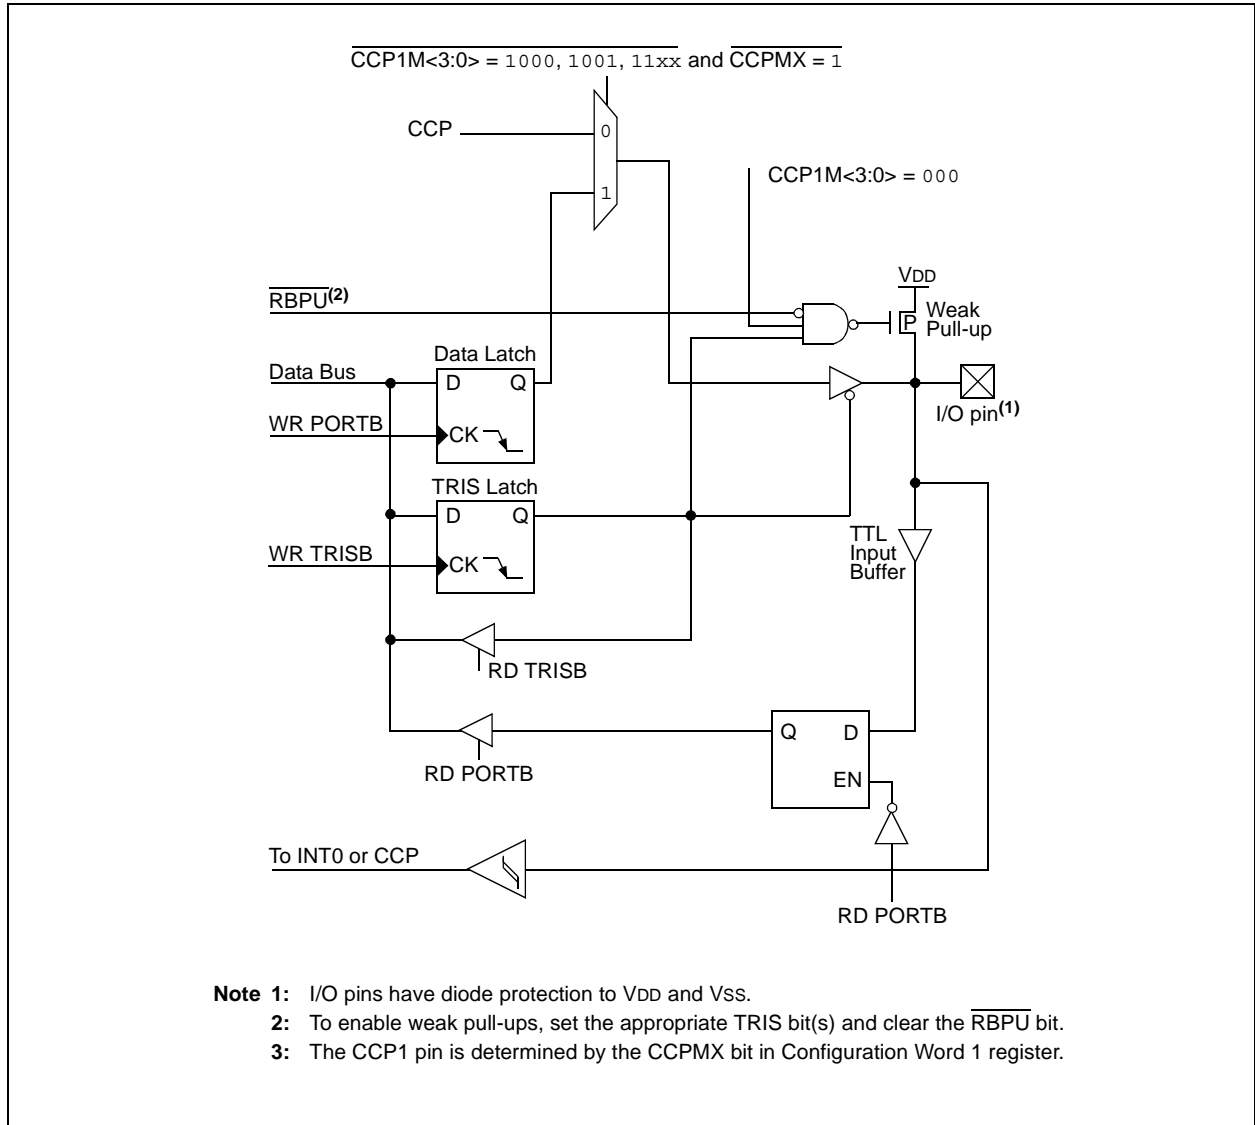 CCP1M<3:0> = 1000, 1001, 11xx and CCPMX = 1
CCP
0
1
CCP1M<3:0> = 000
VDD
RBPU(2)
P
Weak
Pull-up
Data Bus
Data Latch
D Q
WR PORTB
CK
I/O pin(1)
TRIS Latch
D Q
WR TRISB
CK
TTL
Input
Buffer
RD TRISB
Q D
EN
RD PORTB
To INT0 or CCP
RD PORTB
Note 1: I/O pins have diode protection to VDD and VSS.
2: To enable weak pull-ups, set the appropriate TRIS bit(s) and clear the RBPU bit.
3: The CCP1 pin is determined by the CCPMX bit in Configuration Word 1 register.